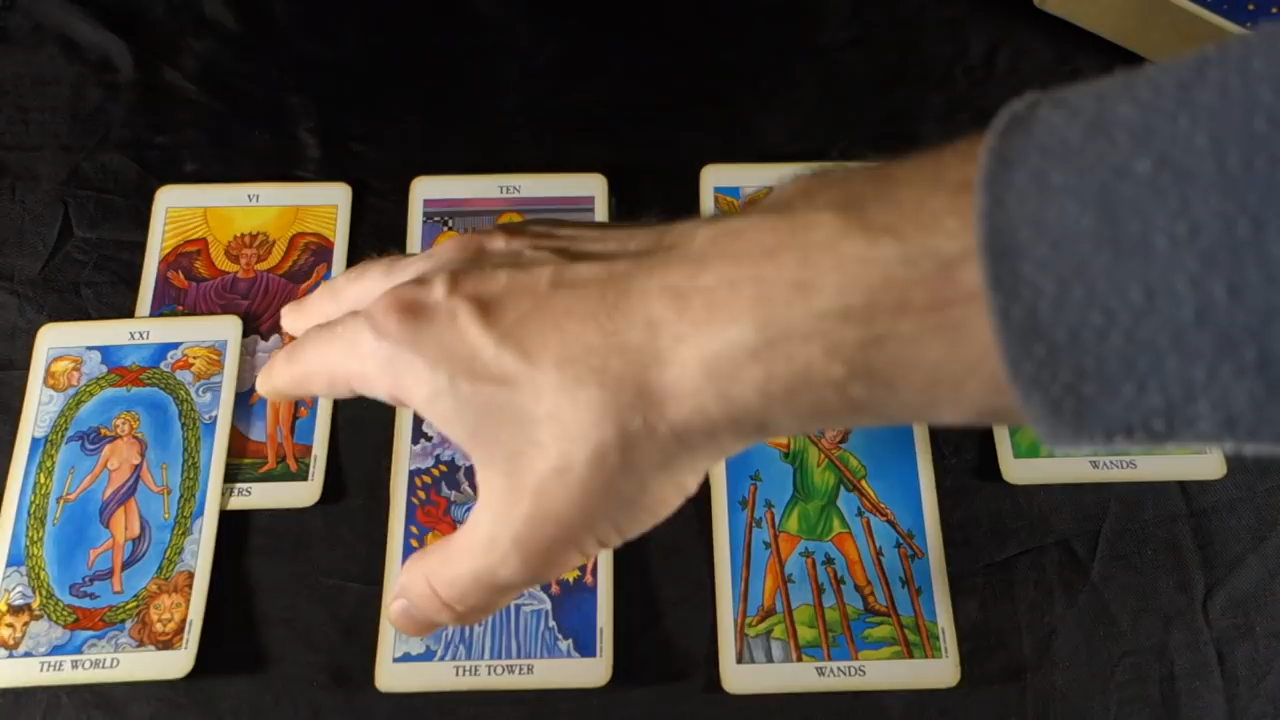 VI
TEN
XXI
VERS
WANDS
THE WORLD
THE TOWER
WANDS